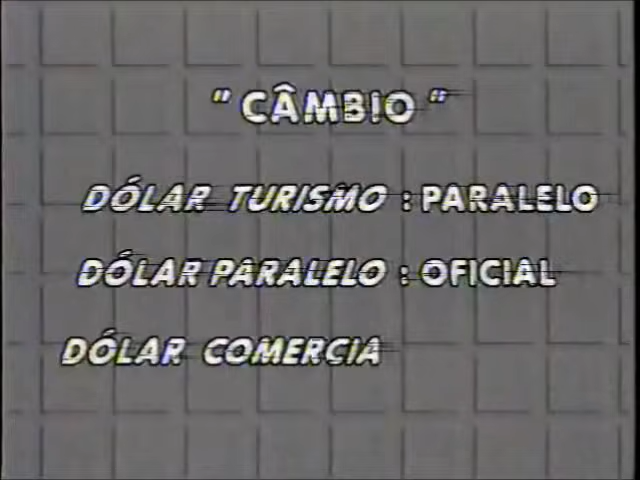 "CÂMBIO"
DÓLAR TURISMO : PARALELO
DÓLAR PARALELO : OFICIAL
DÓLAR COMERCIA